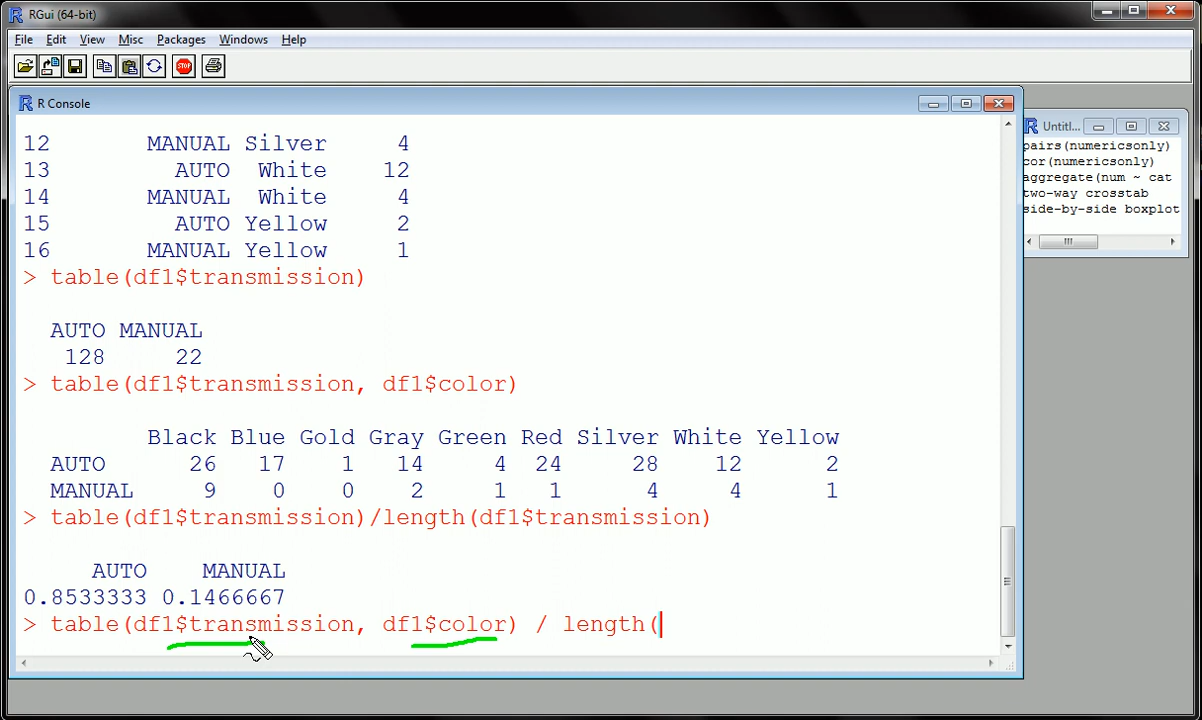 RGui (64-bit)
File Edit View Misc Packages Windows Help
STOP
R Console
12 MANUAL Silver 4
13 AUTO White 12
14 MANUAL White 4
15 AUTO Yellow 2
16 MANUAL Yellow 1
> table(df1$transmission)
AUTO MANUAL
128 22
> table(df1$transmission, df1$color)
Black Blue Gold Gray Green Red Silver White Yellow
AUTO 26 17 1 14 4 24 28 12 2
MANUAL 9 0 0 2 1 1 4 4 1
> table(df1$transmission)/length(df1$transmission)
AUTO MANUAL
0.8533333 0.1466667
> table(df1$transmission, df1$color) / length(
Untitl...
pairs(numericsonly)
cor(numericsonly)
aggregate(num ~ cat
two-way crosstab
side-by-side boxplot